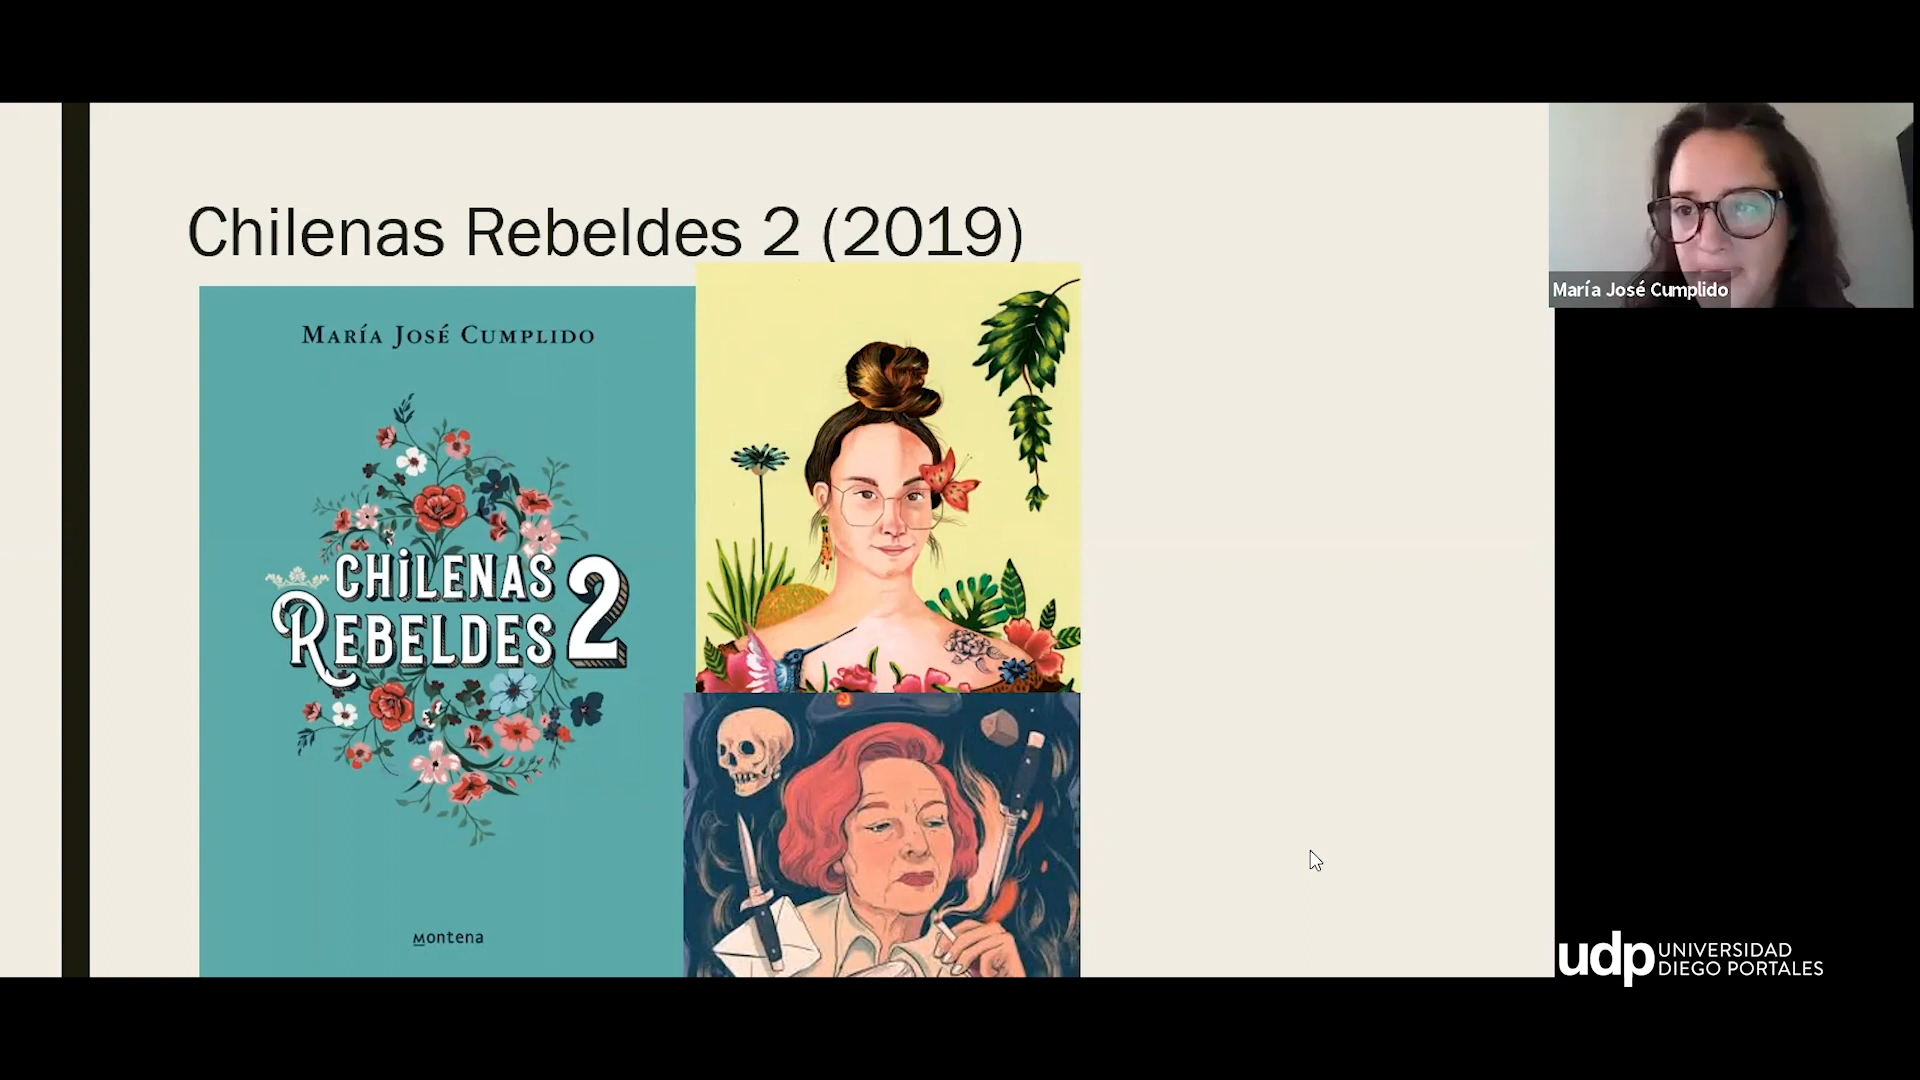 Chilenas Rebeldes 2 (2019)
MARÍA JOSÉ CUMPLIDO
CHiLENAS
REBELDES 2
montena
María José Cumplido
udp UNIVERSIDAD
DIEGO PORTALES